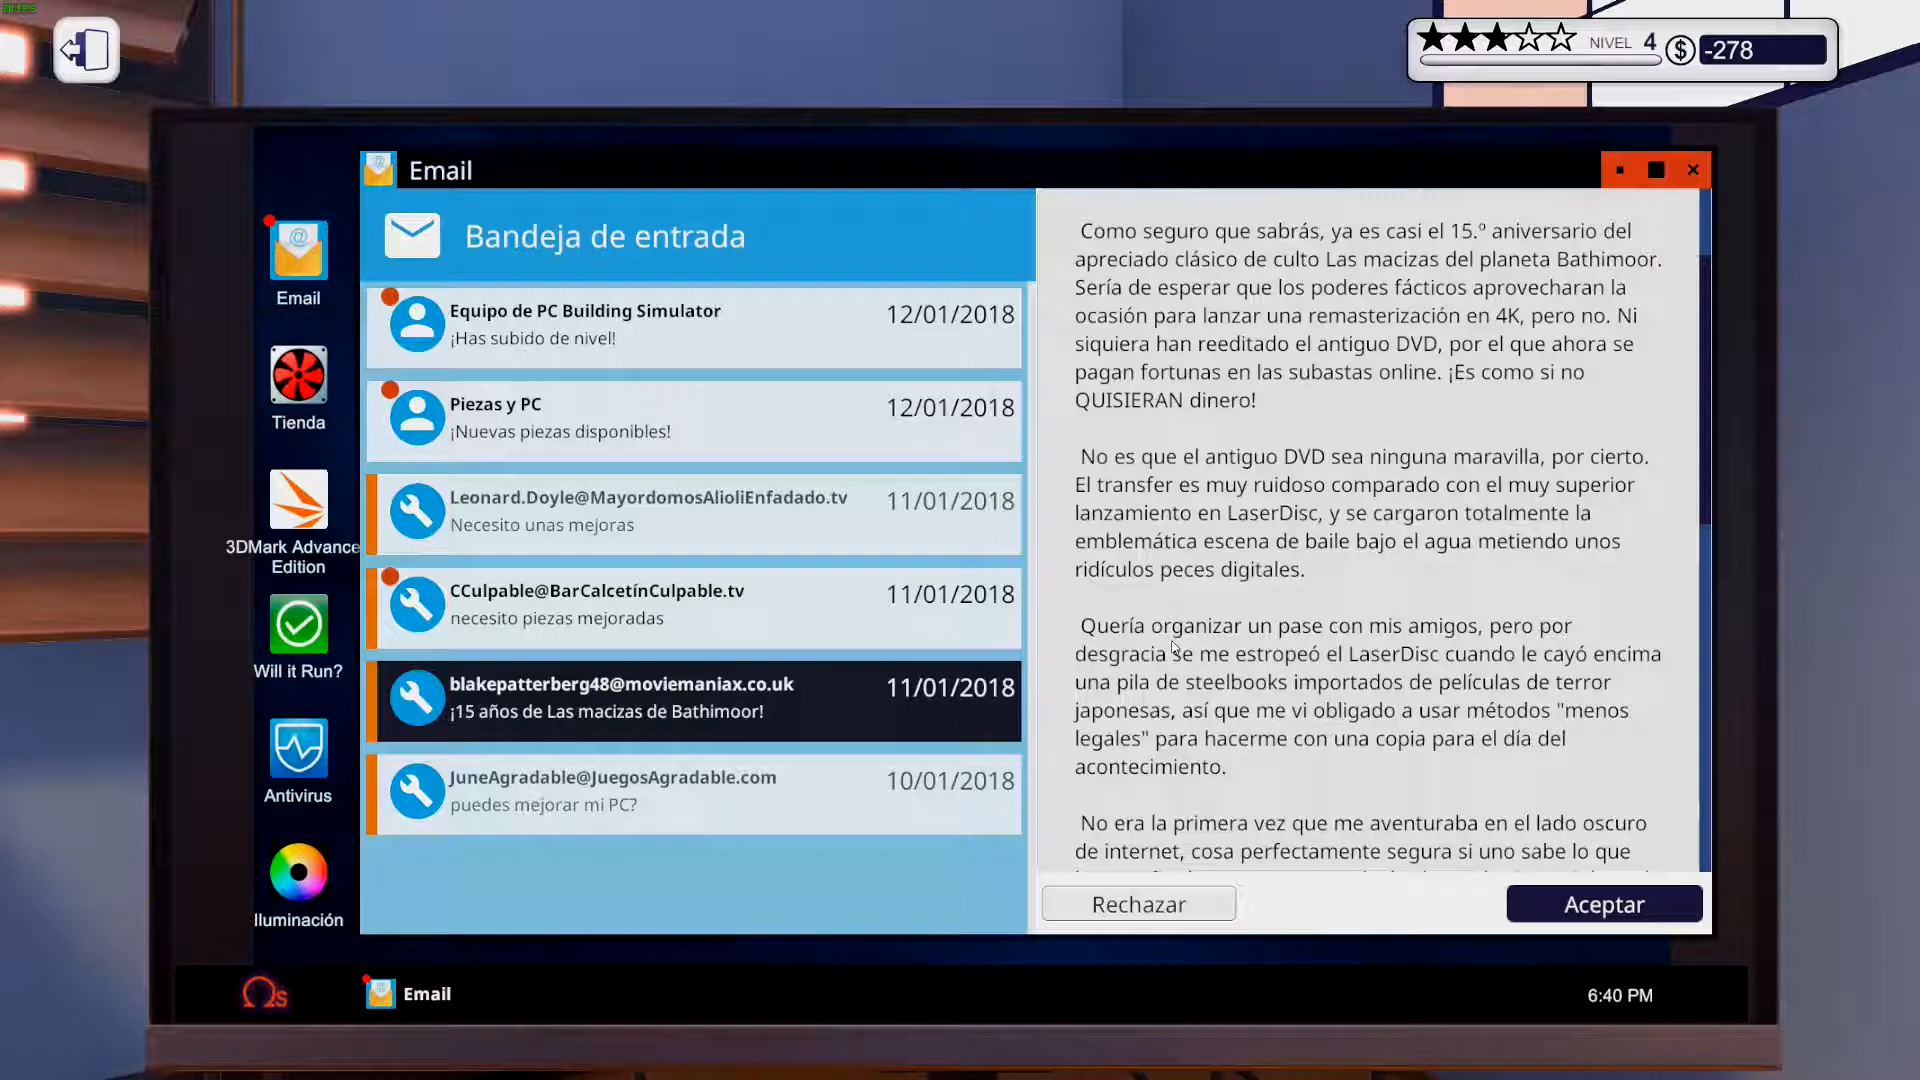 NIVEL 4 $ -278
Email
Bandeja de entrada
Equipo de PC Building Simulator 12/01/2018
¡Has subido de nivel!
Piezas y PC 12/01/2018
¡Nuevas piezas disponibles!
Leonard.Doyle@MayordomosAlioliEnfadado.tv 11/01/2018
Necesito unas mejoras
CCulpable@BarCalcetínCulpable.tv 11/01/2018
necesito piezas mejoradas
blakepatterberg48@moviemaniax.co.uk 11/01/2018
¡15 años de Las macizas de Bathimoor!
JuneAgradable@JuegosAgradable.com 10/01/2018
puedes mejorar mi PC?
Como seguro que sabrás, ya es casi el 15.º aniversario del
apreciado clásico de culto Las macizas del planeta Bathimoor.
Sería de esperar que los poderes fácticos aprovecharan la
ocasión para lanzar una remasterización en 4K, pero no. Ni
siquiera han reeditado el antiguo DVD, por el que ahora se
pagan fortunas en las subastas online. ¡Es como si no
QUISIERAN dinero!
No es que el antiguo DVD sea ninguna maravilla, por cierto.
El transfer es muy ruidoso comparado con el muy superior
lanzamiento en LaserDisc, y se cargaron totalmente la
emblemática escena de baile bajo el agua metiendo unos
ridículos peces digitales.
Quería organizar un pase con mis amigos, pero por
desgracia se me estropeó el LaserDisc cuando le cayó encima
una pila de steelbooks importados de películas de terror
japonesas, así que me vi obligado a usar métodos "menos
legales" para hacerme con una copia para el día del
acontecimiento.
No era la primera vez que me aventuraba en el lado oscuro
de internet, cosa perfectamente segura si uno sabe lo que
Rechazar
Aceptar
Email
Tienda
3DMark Advance
Edition
Will it Run?
Antivirus
Iluminación
Ωs
Email
6:40 PM